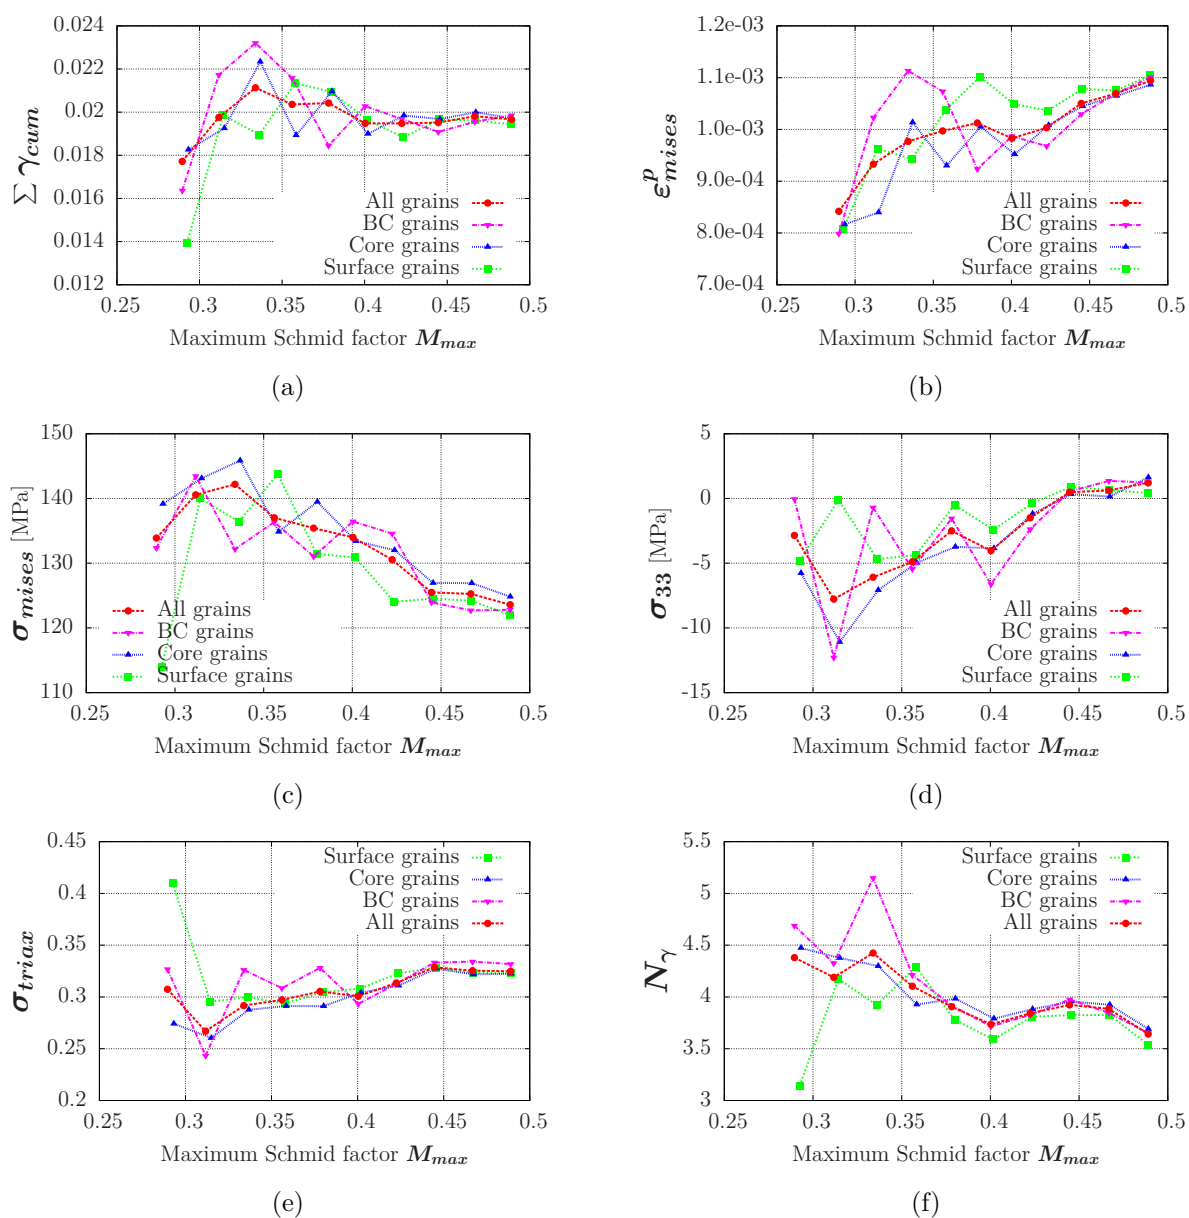 0.024
0.022
0.02
0.018
0.016
0.014
0.012
Σ γcum
All grains
BC grains
Core grains
Surface grains
0.25 0.3 0.35 0.4 0.45 0.5
Maximum Schmid factor Mmax
(a)
1.2e-03
1.1e-03
1.0e-03
9.0e-04
8.0e-04
7.0e-04
εᵖmises
All grains
BC grains
Core grains
Surface grains
0.25 0.3 0.35 0.4 0.45 0.5
Maximum Schmid factor Mmax
(b)
150
140
130
120
110
σmises [MPa]
All grains
BC grains
Core grains
Surface grains
0.25 0.3 0.35 0.4 0.45 0.5
Maximum Schmid factor Mmax
(c)
5
0
-5
-10
-15
σ33 [MPa]
All grains
BC grains
Core grains
Surface grains
0.25 0.3 0.35 0.4 0.45 0.5
Maximum Schmid factor Mmax
(d)
0.45
0.4
0.35
0.3
0.25
0.2
σtriax
Surface grains
Core grains
BC grains
All grains
0.25 0.3 0.35 0.4 0.45 0.5
Maximum Schmid factor Mmax
(e)
5.5
5
4.5
4
3.5
3
Nγ
Surface grains
Core grains
BC grains
All grains
0.25 0.3 0.35 0.4 0.45 0.5
Maximum Schmid factor Mmax
(f)